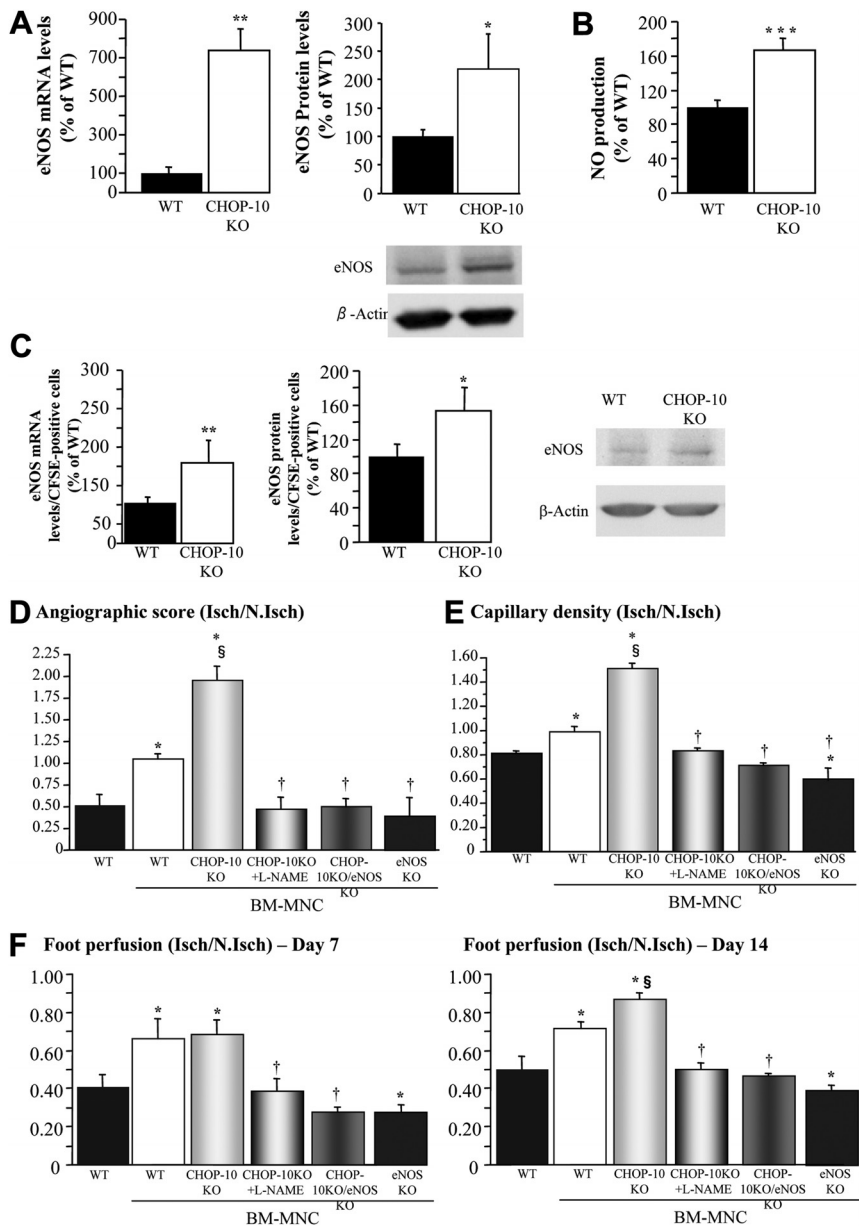 A
eNOS mRNA levels
(% of WT)
900
700
500
300
100
**
WT
CHOP-10
KO
eNOS Protein levels
(% of WT)
350
300
250
200
150
100
50
0
*
WT
CHOP-10
KO
eNOS
β-Actin
B
NO production
(% of WT)
200
160
120
80
40
0
***
WT
CHOP-10
KO
C
eNOS mRNA
levels/CFSE-positive cells
(% of WT)
300
250
200
150
50
0
**
WT
CHOP-10
KO
eNOS protein
levels/CFSE-positive cells
(% of WT)
200
160
120
100
80
40
0
*
WT
CHOP-10
KO
WT
CHOP-10
KO
eNOS
β-Actin
D Angiographic score (Isch/N.Isch)
2.25
2.00
1.75
1.25
1.00
0.75
0.50
0.25
*
*
§
†
†
†
WT
WT
CHOP-10
KO
CHOP-10KO
+L-NAME
CHOP-
10KO/eNOS
KO
eNOS
KO
BM-MNC
E Capillary density (Isch/N.Isch)
1.60
1.40
1.20
1.00
0.80
0.60
0.40
0.20
*
*
§
†
†
†
*
WT
WT
CHOP-10
KO
CHOP-10KO
+L-NAME
CHOP-
10KO/eNOS
KO
eNOS
KO
BM-MNC
F Foot perfusion (Isch/N.Isch) – Day 7
1.00
0.80
0.60
0.40
0.20
0
*
*
†
†
*
WT
WT
CHOP-10
KO
CHOP-10KO
+L-NAME
CHOP-
10KO/eNOS
KO
eNOS
KO
BM-MNC
Foot perfusion (Isch/N.Isch) – Day 14
1.00
0.80
0.60
0.40
0.20
0
*
* §
†
†
*
WT
WT
CHOP-10
KO
CHOP-10KO
+L-NAME
CHOP-
10KO/eNOS
KO
eNOS
KO
BM-MNC